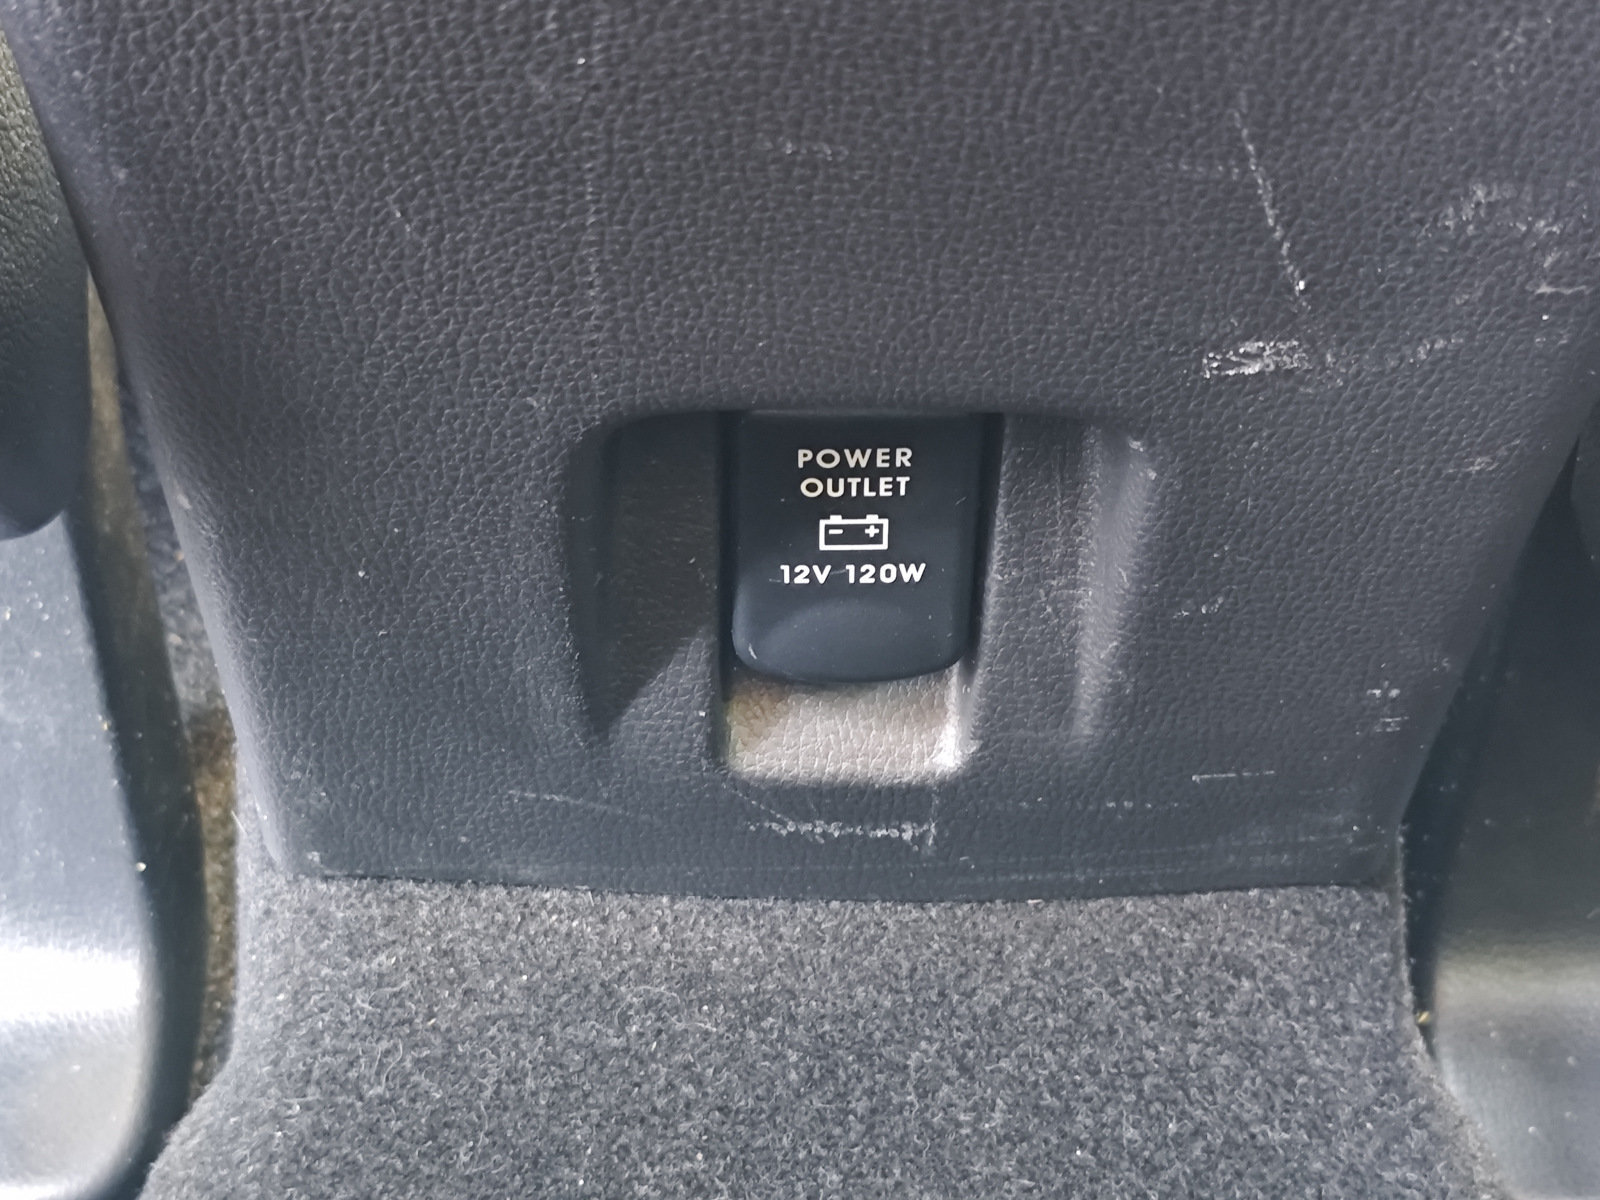 POWER
OUTLET
- +
12V 120W